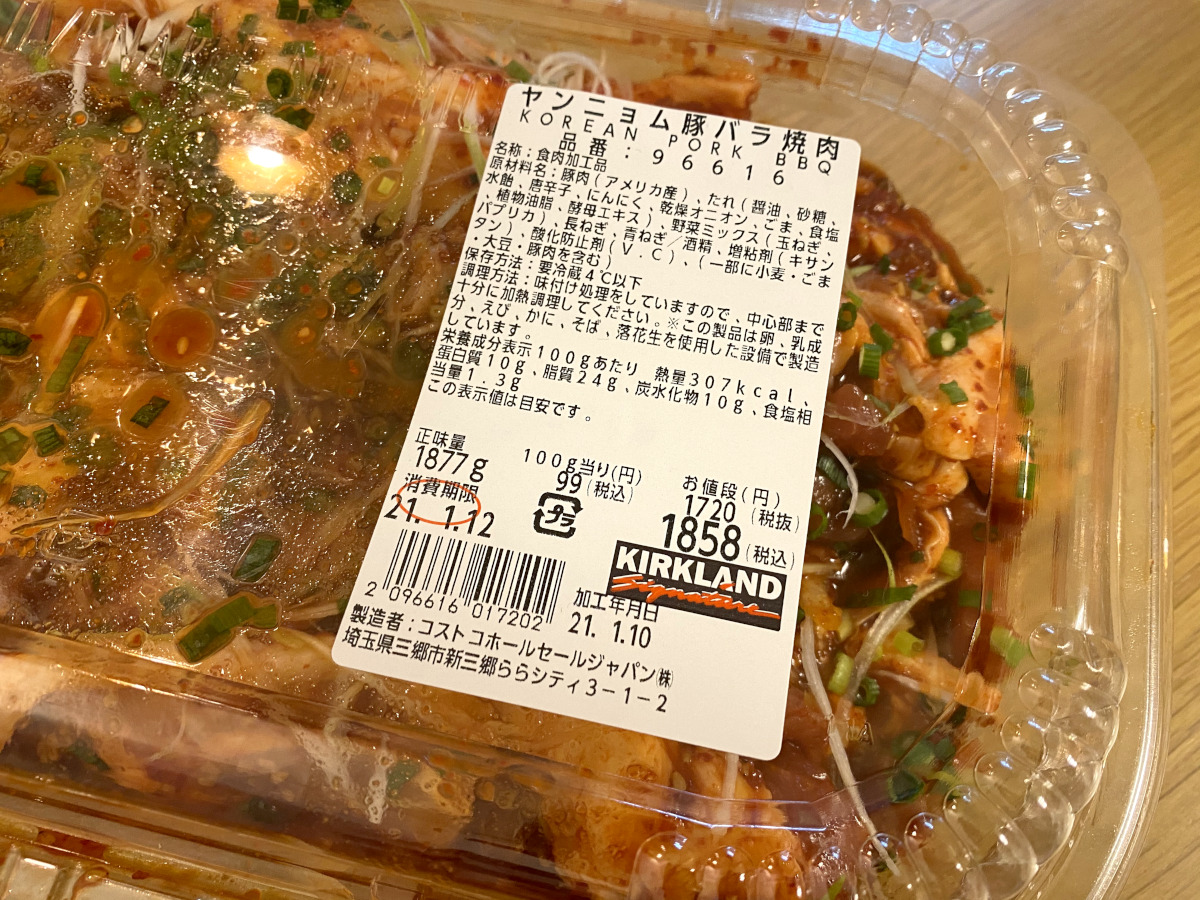 ヤンニョム豚バラ焼肉
KOREAN PORK BBQ
品番:96616
名称:食肉加工品
原材料名:豚肉(アメリカ産)、たれ(醤油、砂糖、
水飴、唐辛子、にんにく、乾燥オニオン、ごま、食塩
、植物油脂、酵母エキス)、野菜ミックス(玉ねぎ、
パプリカ)、長ねぎ、青ねぎ/酒精、増粘剤(キサン
タン)、酸化防止剤(V.C)、(一部に小麦・ごま
・大豆・豚肉を含む)
保存方法:要冷蔵4℃以下
調理方法:味付け処理をしていますので、中心部まで
十分に加熱調理してください。※この製品は卵、乳成
分、えび、かに、そば、落花生を使用した設備で製造
しています。
栄養成分表示100gあたり 熱量307kcal、
蛋白質10g、脂質24g、炭水化物10g、食塩相
当量1.3g
この表示値は目安です。
正味量 100g当り(円) お値段(円)
1877g 99(税込) 1720(税抜)
消費期限 プラ 1858(税込)
21. 1.12
KIRKLAND
Signature
2 096616 017202
加工年月日
21. 1.10
製造者:コストコホールセールジャパン㈱
埼玉県三郷市新三郷ららシティ3-1-2